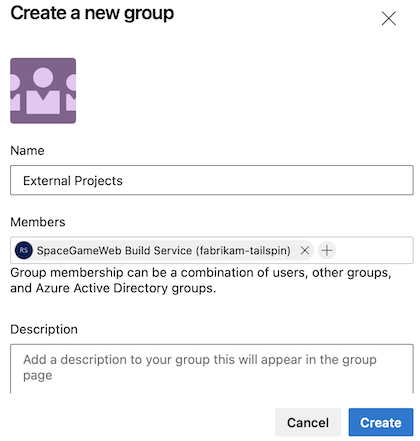 Create a new group
Name
External Projects
Members
RS SpaceGameWeb Build Service (fabrikam-tailspin)
Group membership can be a combination of users, other groups,
and Azure Active Directory groups.
Description
Add a description to your group this will appear in the group
page
Cancel Create